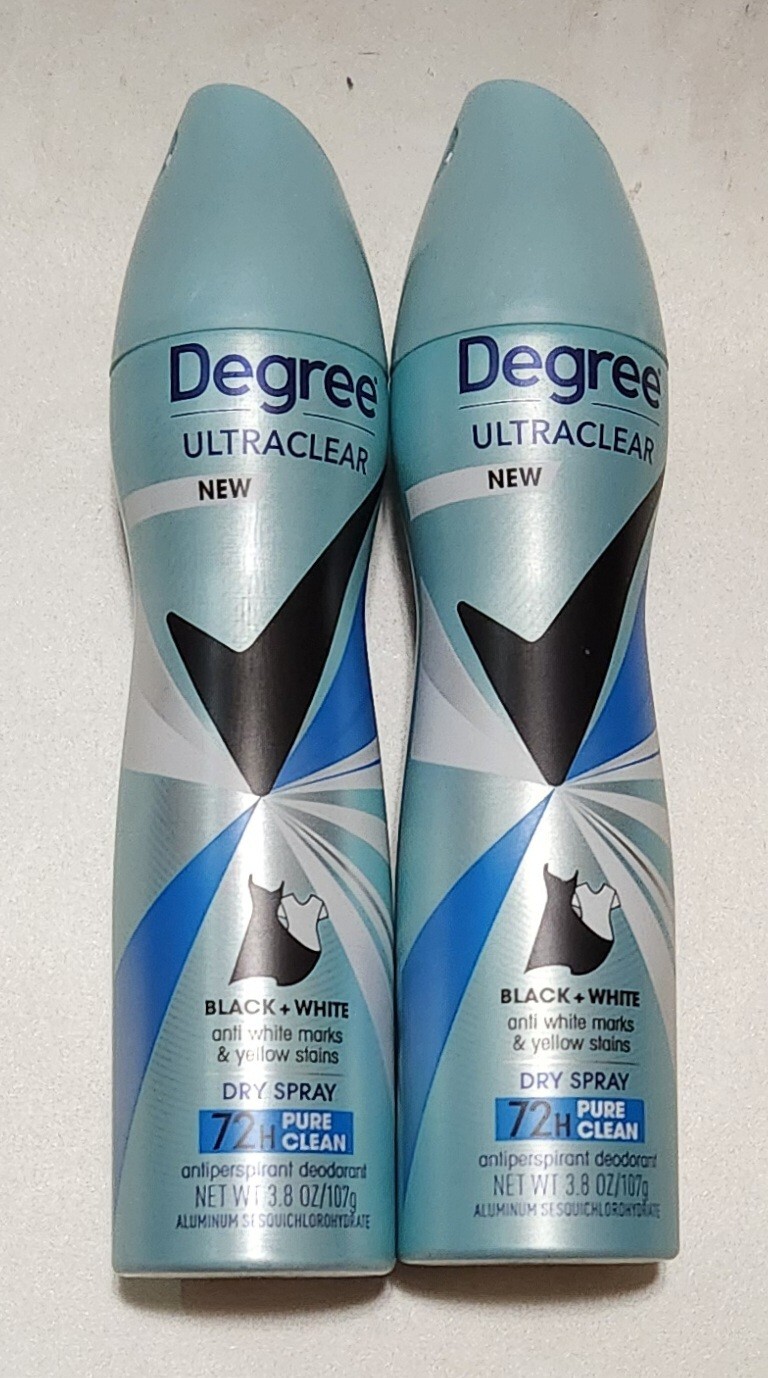 Degree
ULTRACLEAR
NEW
BLACK + WHITE
anti white marks
& yellow stains
DRY SPRAY
72H PURE
CLEAN
antiperspirant deodorant
NET WT 3.8 OZ/107g
ALUMINUM SESQUICHLOROHYDRATE
Degree
ULTRACLEAR
NEW
BLACK + WHITE
anti white marks
& yellow stains
DRY SPRAY
72H PURE
CLEAN
antiperspirant deodorant
NET WT 3.8 OZ/107g
ALUMINUM SESQUICHLOROHYDRATE